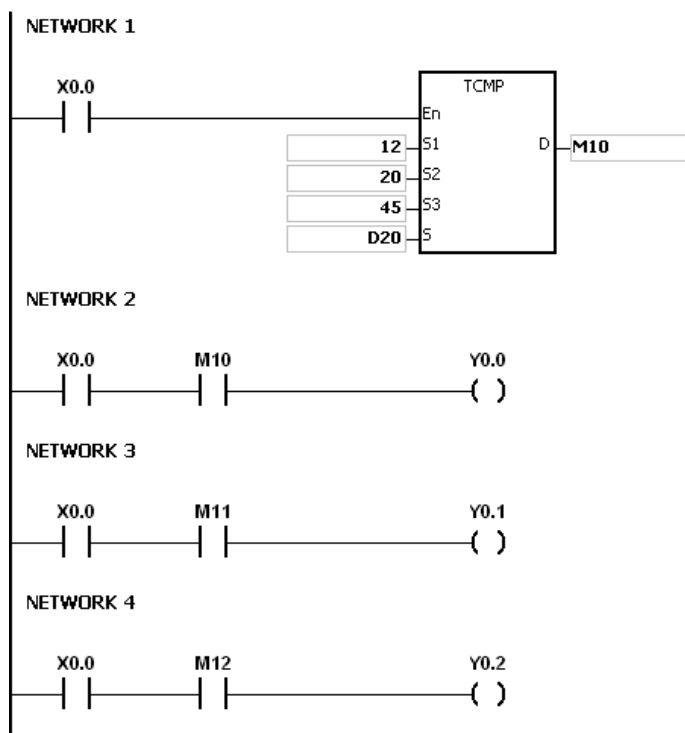 NETWORK 1
X0.0
TCMP
En
12 S1 D M10
20 S2
45 S3
D20 S
NETWORK 2
X0.0 M10 Y0.0
NETWORK 3
X0.0 M11 Y0.1
NETWORK 4
X0.0 M12 Y0.2